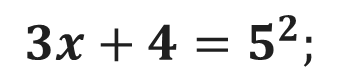 3x + 4 = 5²;